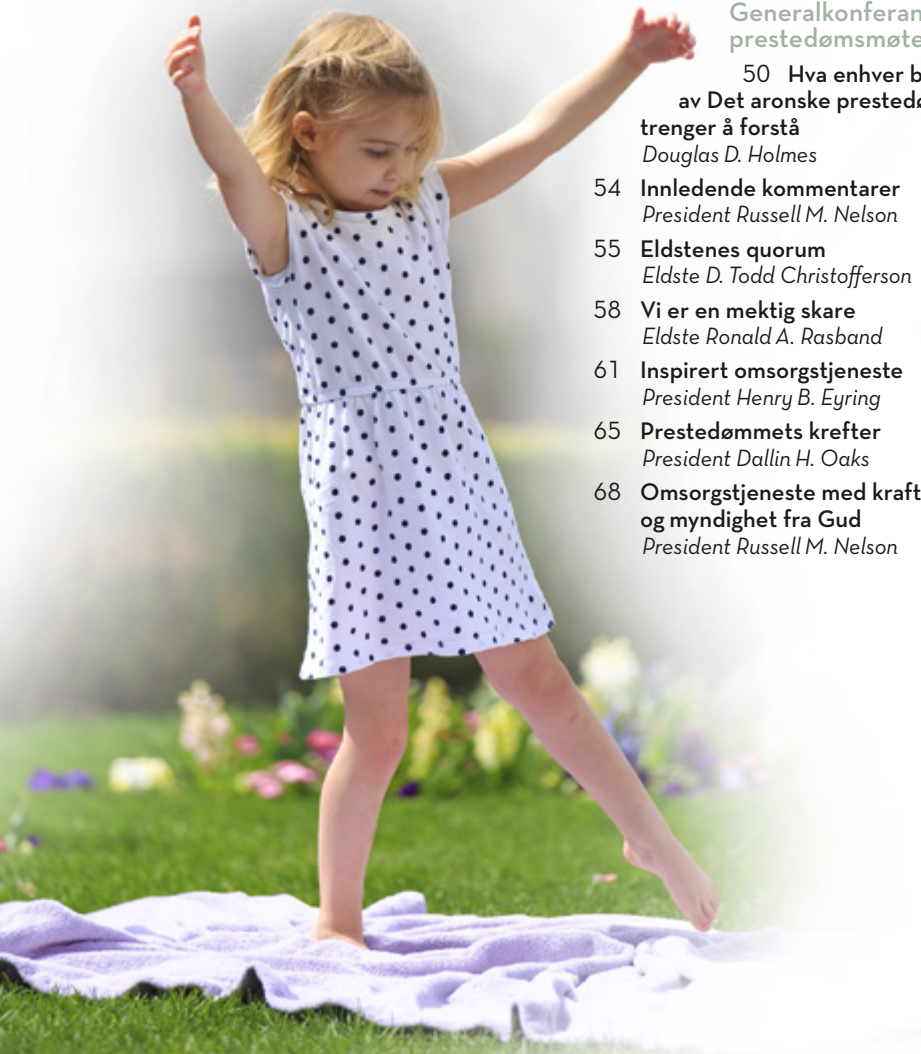 Generalkonferan
prestedømsmøte
50 Hva enhver b
av Det aronske prestedø
trenger å forstå
Douglas D. Holmes
54 Innledende kommentarer
President Russell M. Nelson
55 Eldstenes quorum
Eldste D. Todd Christofferson
58 Vi er en mektig skare
Eldste Ronald A. Rasband
61 Inspirert omsorgstjeneste
President Henry B. Eyring
65 Prestedømmets krefter
President Dallin H. Oaks
68 Omsorgstjeneste med kraft
og myndighet fra Gud
President Russell M. Nelson